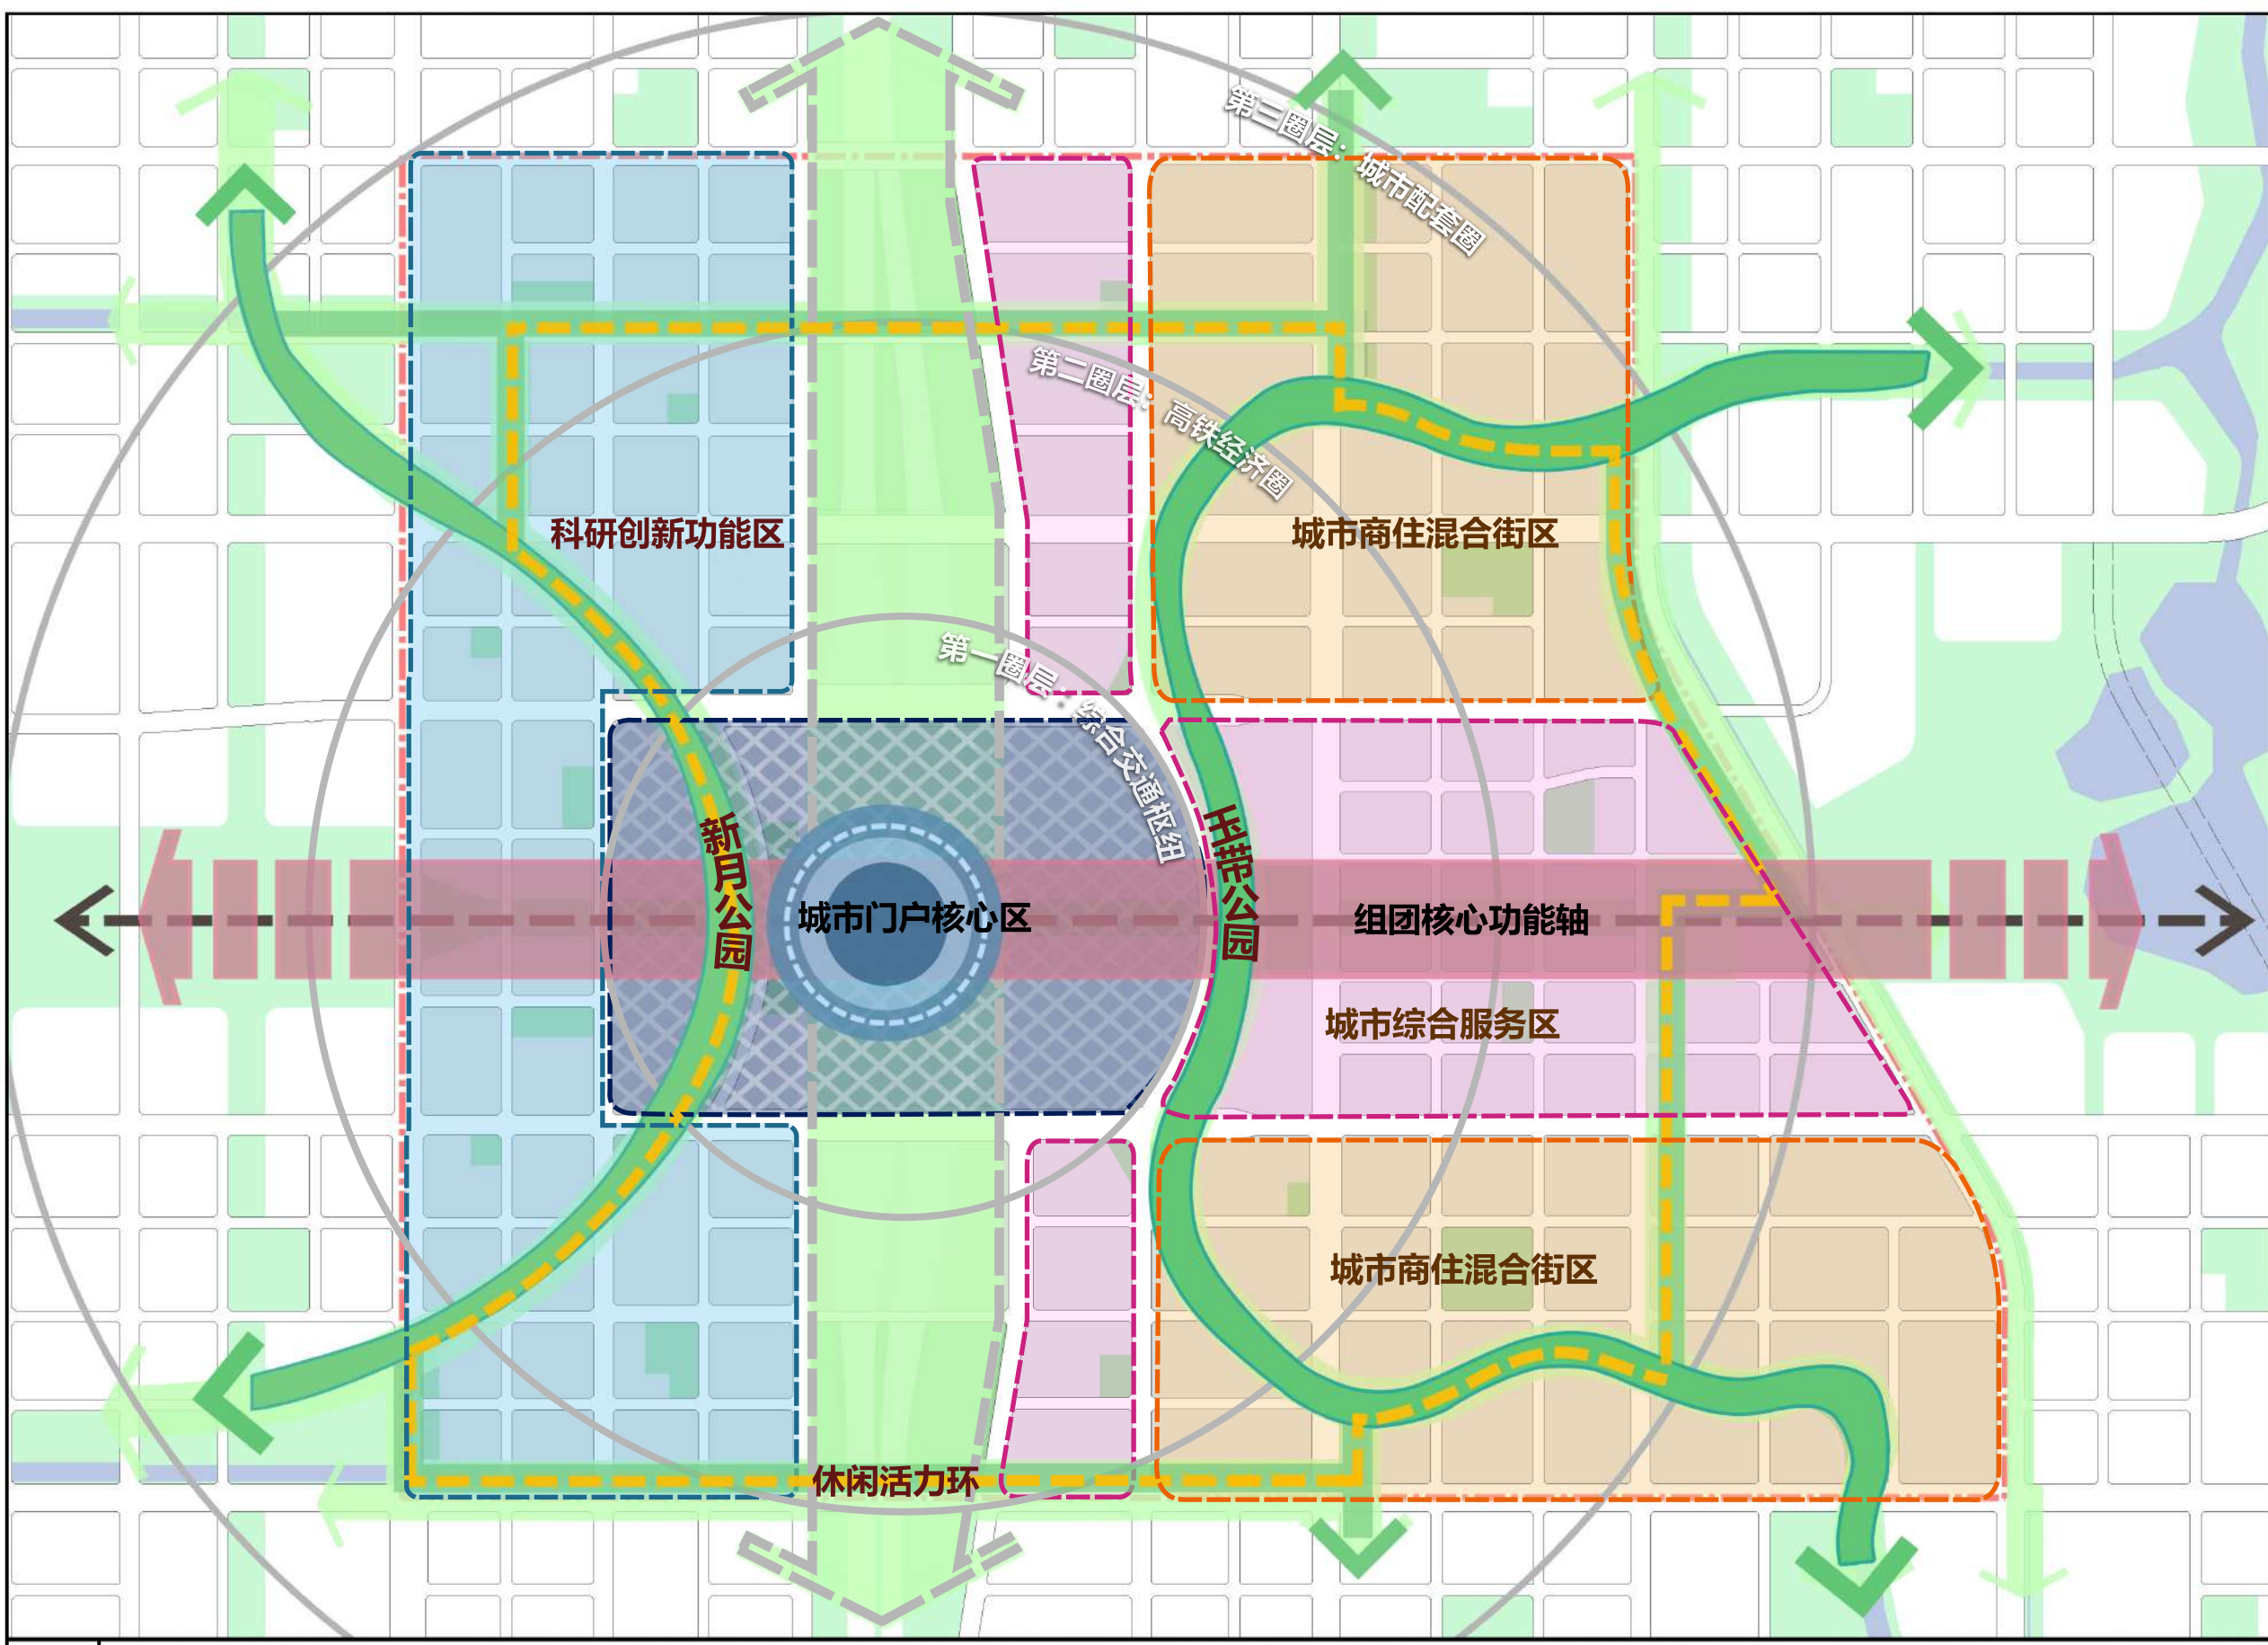 第三圈层：城市配套圈
第二圈层：高铁经济圈
科研创新功能区
城市商住混合街区
第一圈层：综合交通枢纽
新月公园
玉带公园
城市门户核心区
组团核心功能轴
城市综合服务区
城市商住混合街区
休闲活力环